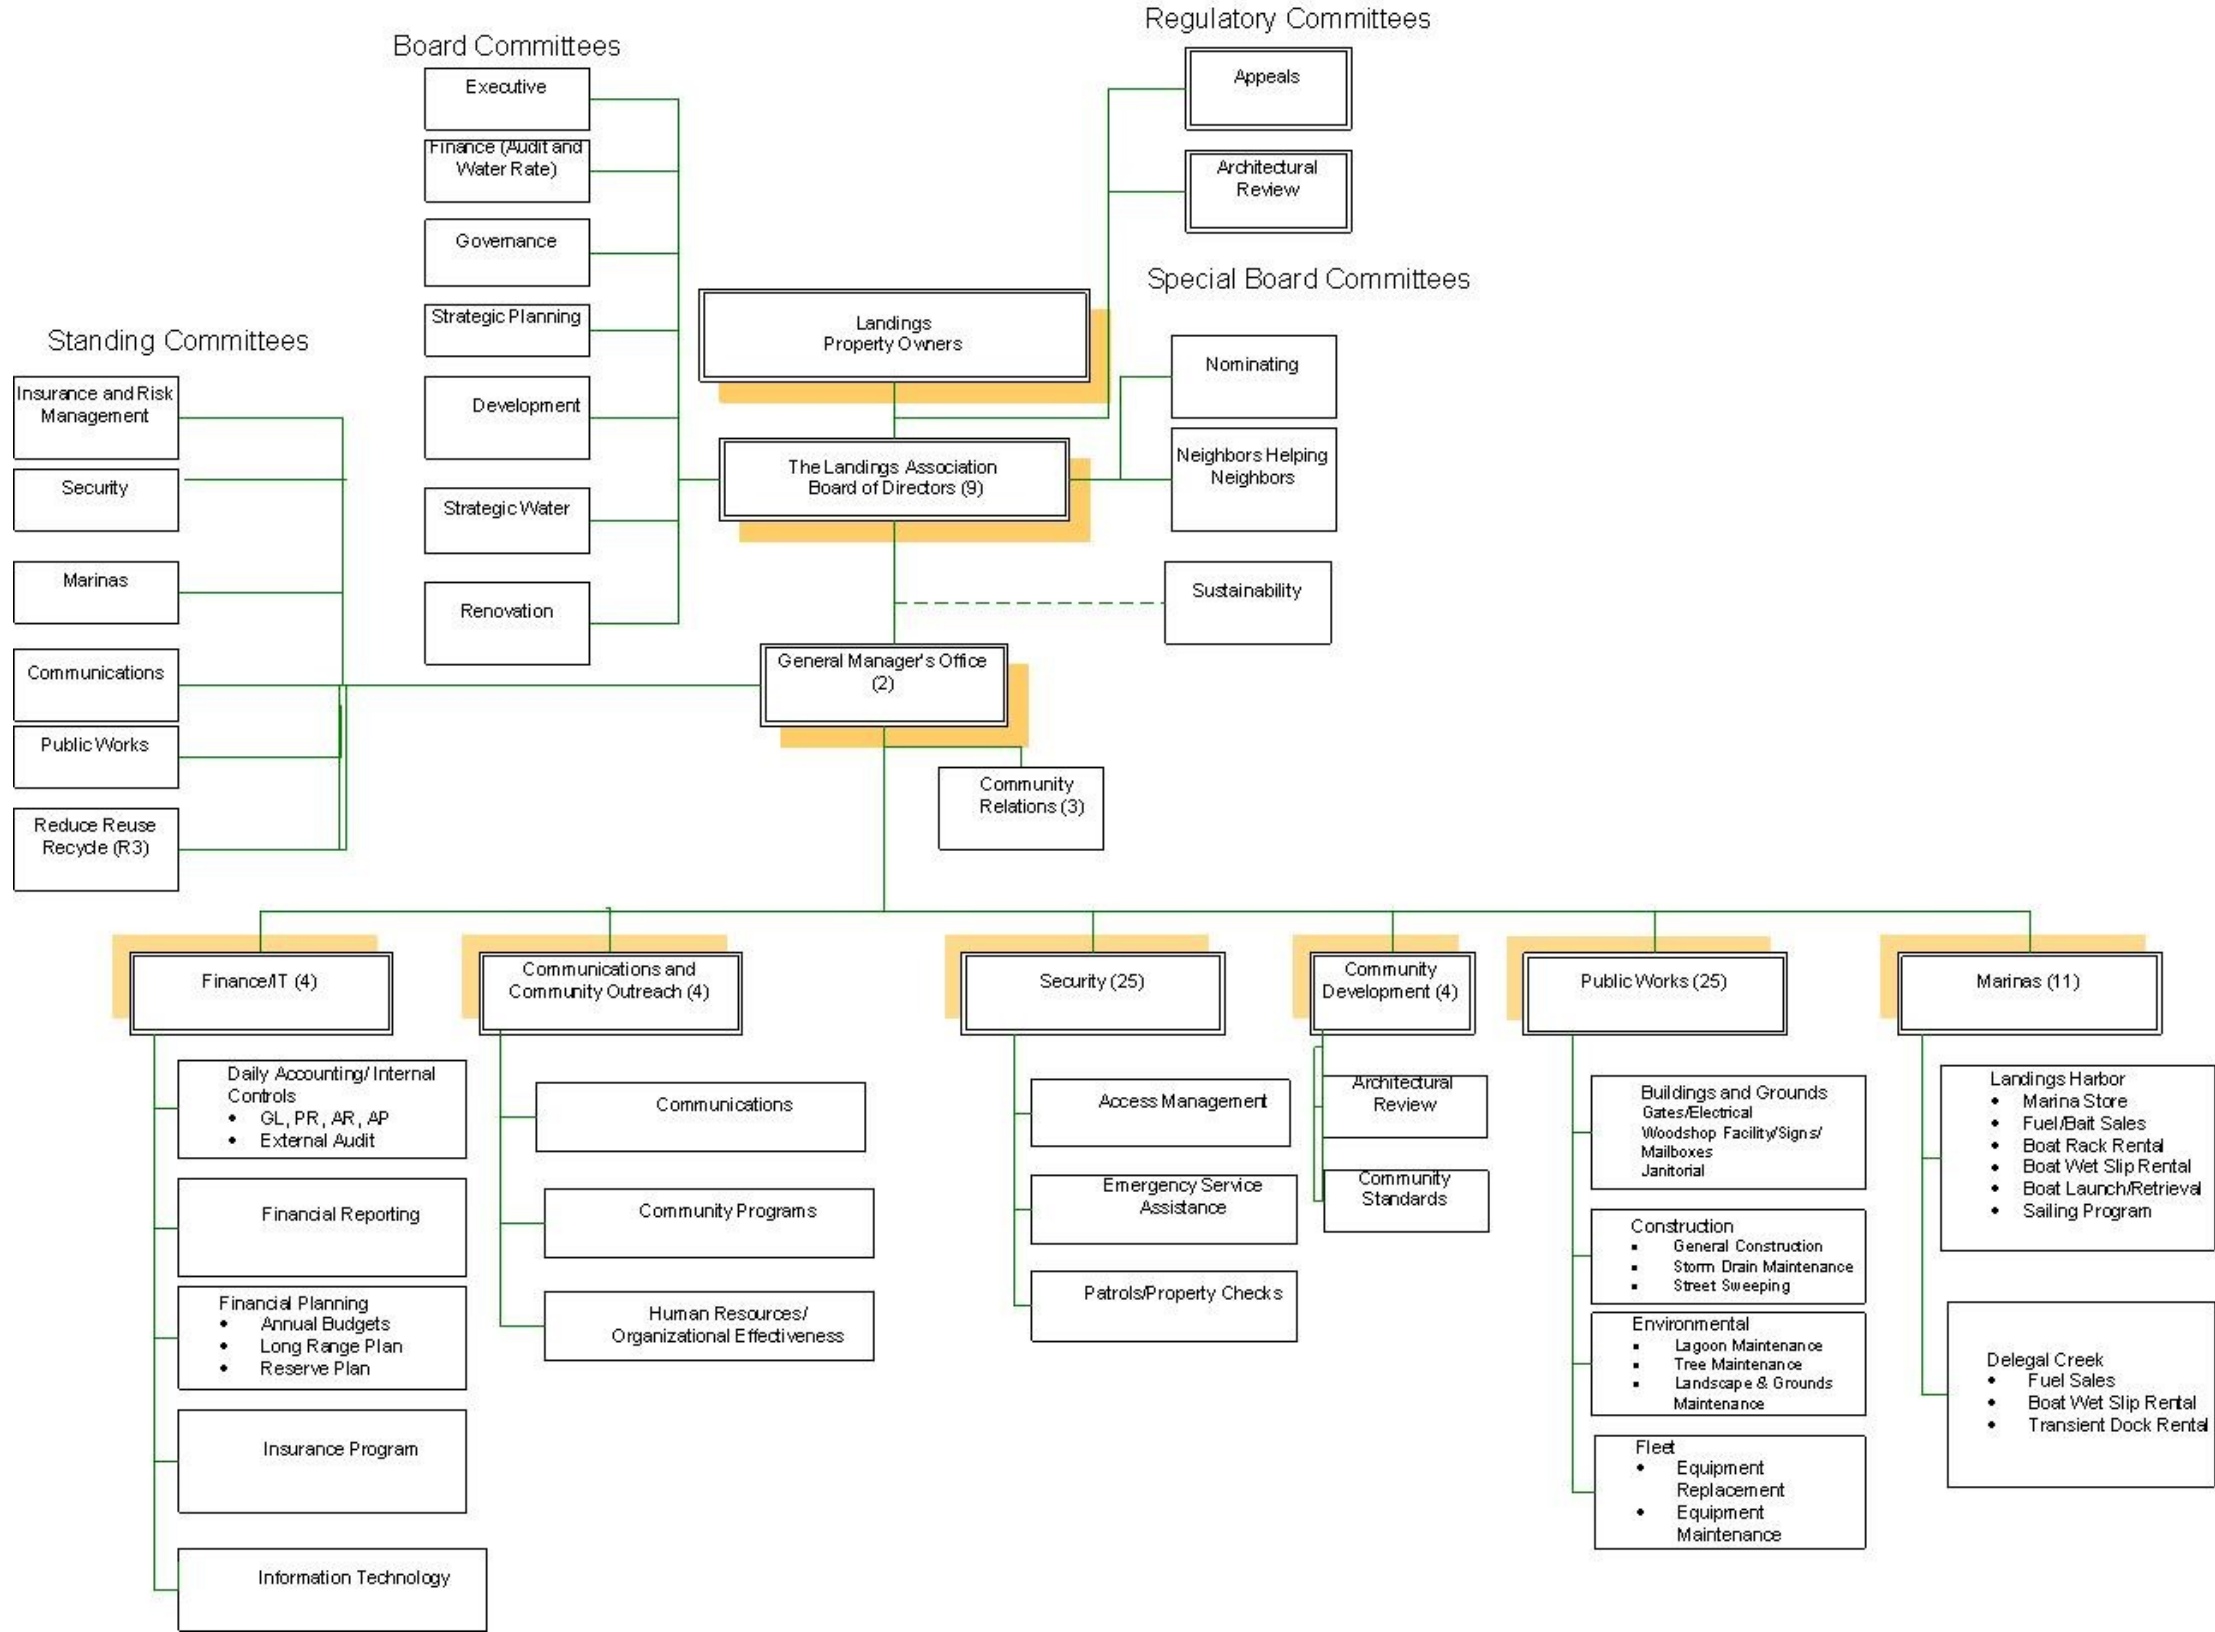 Regulatory Committees
Appeals
Architectural
Review
Board Committees
Executive
Finance (Audit and
Water Rate)
Governance
Strategic Planning
Development
Strategic Water
Renovation
Special Board Committees
Nominating
Neighbors Helping
Neighbors
Sustainability
Landings
Property Owners
The Landings Association
Board of Directors (9)
General Manager's Office
(2)
Community
Relations (3)
Standing Committees
Insurance and Risk
Management
Security
Marinas
Communications
Public Works
Reduce Reuse
Recycle (R3)
Finance/IT (4)
Daily Accounting/ Internal
Controls
• GL, PR, AR, AP
• External Audit
Financial Reporting
Financial Planning
• Annual Budgets
• Long Range Plan
• Reserve Plan
Insurance Program
Information Technology
Communications and
Community Outreach (4)
Communications
Community Programs
Human Resources/
Organizational Effectiveness
Security (25)
Access Management
Emergency Service
Assistance
Patrols/Property Checks
Community
Development (4)
Architectural
Review
Community
Standards
Public Works (25)
Buildings and Grounds
Gates/Electrical
Woodshop Facility/Signs/
Mailboxes
Janitorial
Construction
▪ General Construction
▪ Storm Drain Maintenance
▪ Street Sweeping
Environmental
▪ Lagoon Maintenance
▪ Tree Maintenance
▪ Landscape & Grounds
Maintenance
Fleet
• Equipment
Replacement
• Equipment
Maintenance
Marinas (11)
Landings Harbor
• Marina Store
• Fuel/Bait Sales
• Boat Rack Rental
• Boat Wet Slip Rental
• Boat Launch/Retrieval
• Sailing Program
Delegal Creek
• Fuel Sales
• Boat Wet Slip Rental
• Transient Dock Rental